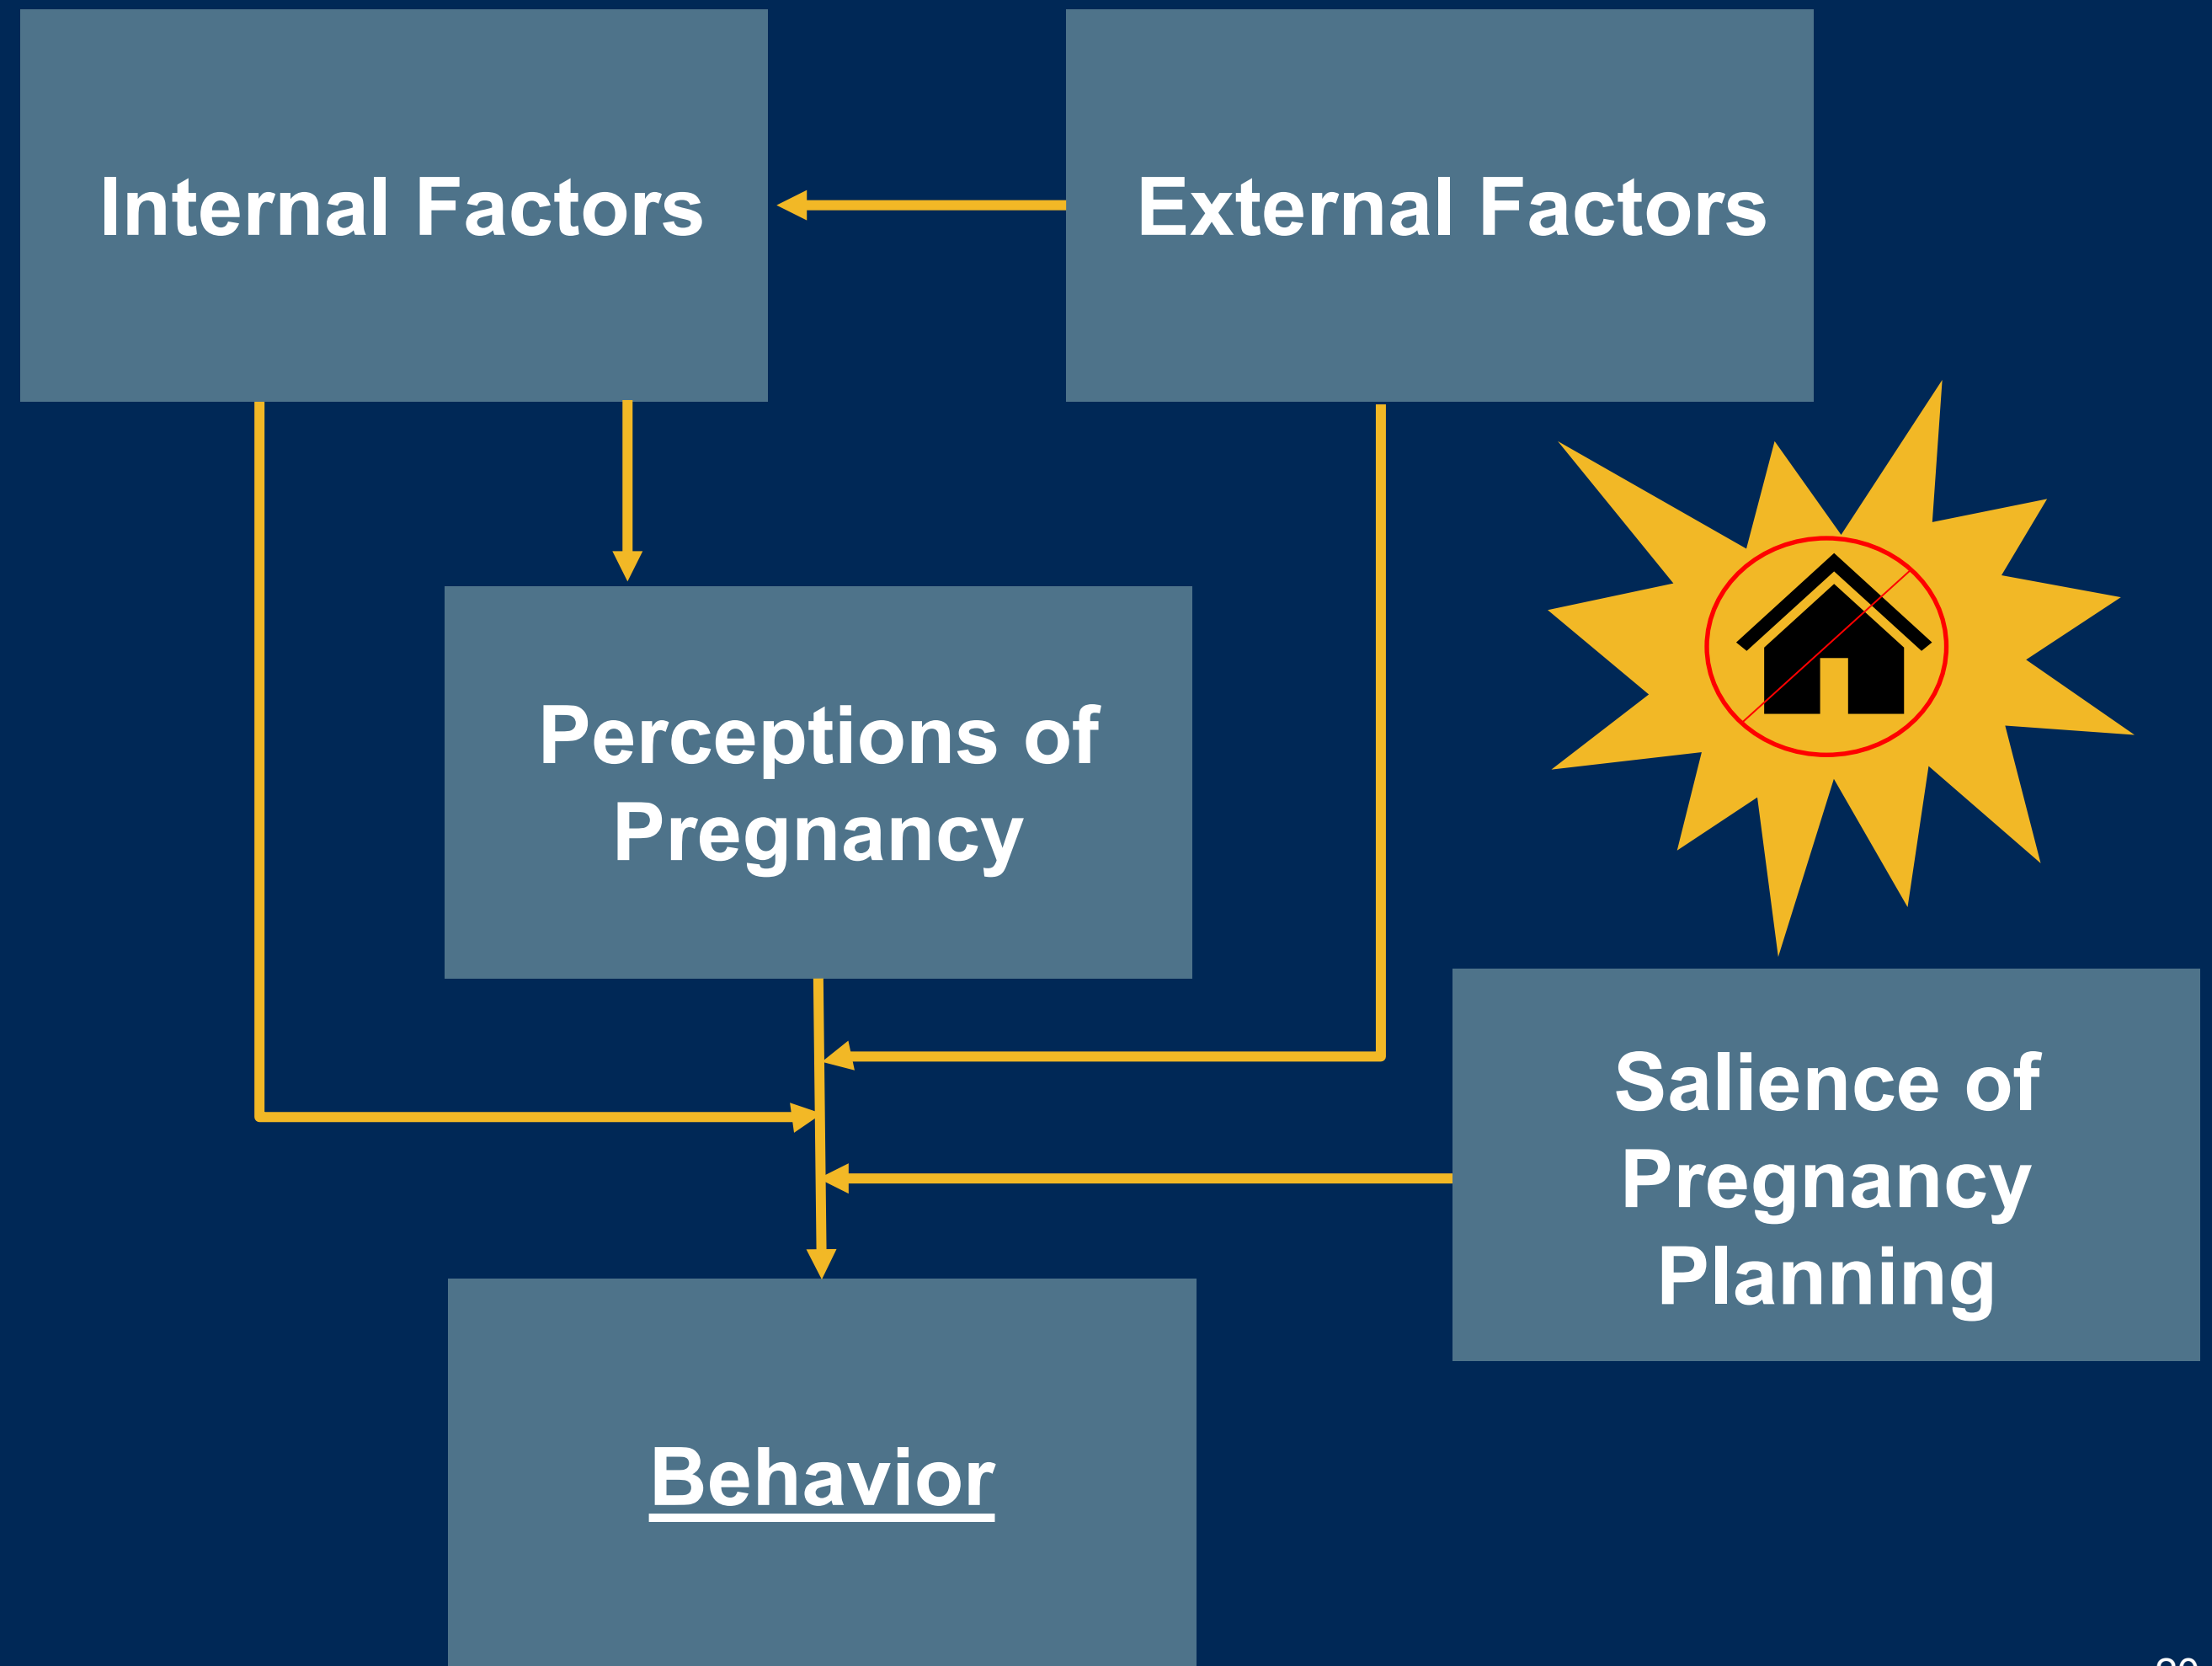 Internal Factors
External Factors
Perceptions of
Pregnancy
Salience of
Pregnancy
Planning
Behavior